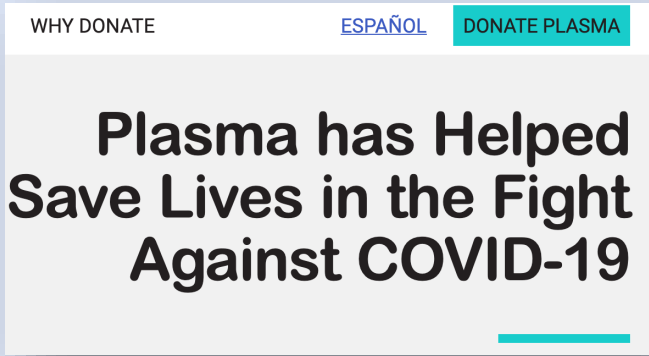 WHY DONATE ESPAÑOL DONATE PLASMA
Plasma has Helped
Save Lives in the Fight
Against COVID-19